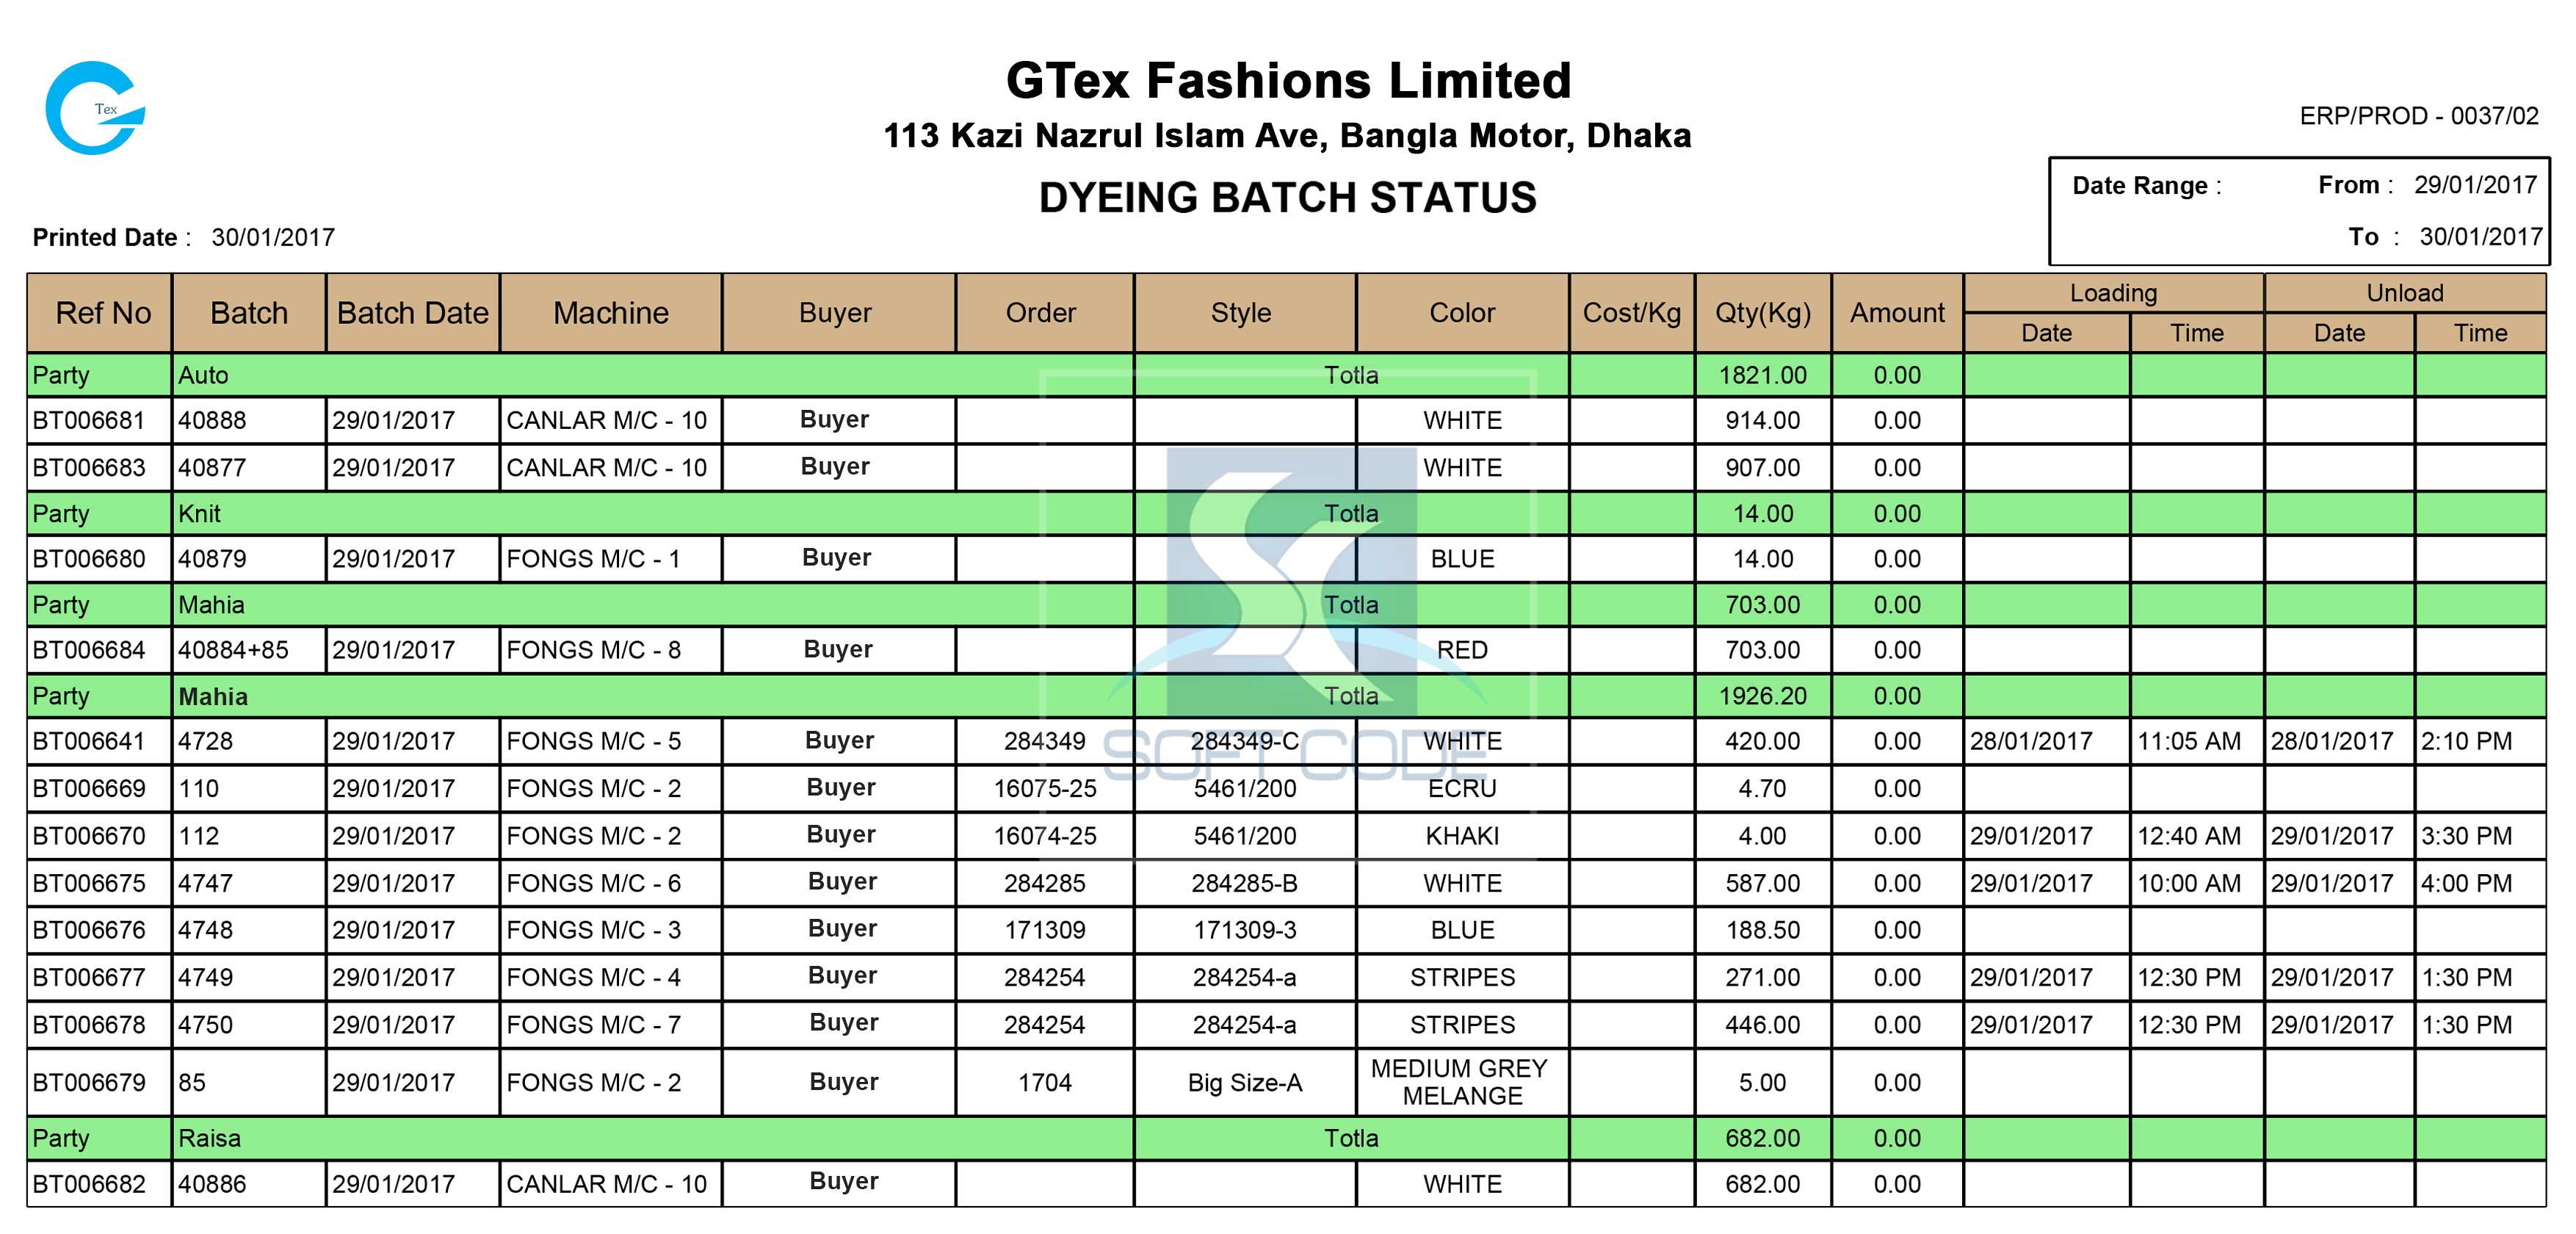 GTex Fashions Limited
Tex
113 Kazi Nazrul Islam Ave, Bangla Motor, Dhaka
ERP/PROD - 0037/02
DYEING BATCH STATUS
Date Range : From : 29/01/2017
To : 30/01/2017
Printed Date : 30/01/2017
Ref No Batch Batch Date Machine Buyer Order Style Color Cost/Kg Qty(Kg) Amount Loading Unload
Date Time Date Time
Party Auto Totla 1821.00 0.00
BT006681 40888 29/01/2017 CANLAR M/C - 10 Buyer WHITE 914.00 0.00
BT006683 40877 29/01/2017 CANLAR M/C - 10 Buyer WHITE 907.00 0.00
Party Knit Totla 14.00 0.00
BT006680 40879 29/01/2017 FONGS M/C - 1 Buyer BLUE 14.00 0.00
Party Mahia Totla 703.00 0.00
BT006684 40884+85 29/01/2017 FONGS M/C - 8 Buyer RED 703.00 0.00
Party Mahia Totla 1926.20 0.00
BT006641 4728 29/01/2017 FONGS M/C - 5 Buyer 284349 284349-C WHITE 420.00 0.00 28/01/2017 11:05 AM 28/01/2017 2:10 PM
SOFT CODE
BT006669 110 29/01/2017 FONGS M/C - 2 Buyer 16075-25 5461/200 ECRU 4.70 0.00
BT006670 112 29/01/2017 FONGS M/C - 2 Buyer 16074-25 5461/200 KHAKI 4.00 0.00 29/01/2017 12:40 AM 29/01/2017 3:30 PM
BT006675 4747 29/01/2017 FONGS M/C - 6 Buyer 284285 284285-B WHITE 587.00 0.00 29/01/2017 10:00 AM 29/01/2017 4:00 PM
BT006676 4748 29/01/2017 FONGS M/C - 3 Buyer 171309 171309-3 BLUE 188.50 0.00
BT006677 4749 29/01/2017 FONGS M/C - 4 Buyer 284254 284254-a STRIPES 271.00 0.00 29/01/2017 12:30 PM 29/01/2017 1:30 PM
BT006678 4750 29/01/2017 FONGS M/C - 7 Buyer 284254 284254-a STRIPES 446.00 0.00 29/01/2017 12:30 PM 29/01/2017 1:30 PM
BT006679 85 29/01/2017 FONGS M/C - 2 Buyer 1704 Big Size-A MEDIUM GREY MELANGE 5.00 0.00
Party Raisa Totla 682.00 0.00
BT006682 40886 29/01/2017 CANLAR M/C - 10 Buyer WHITE 682.00 0.00